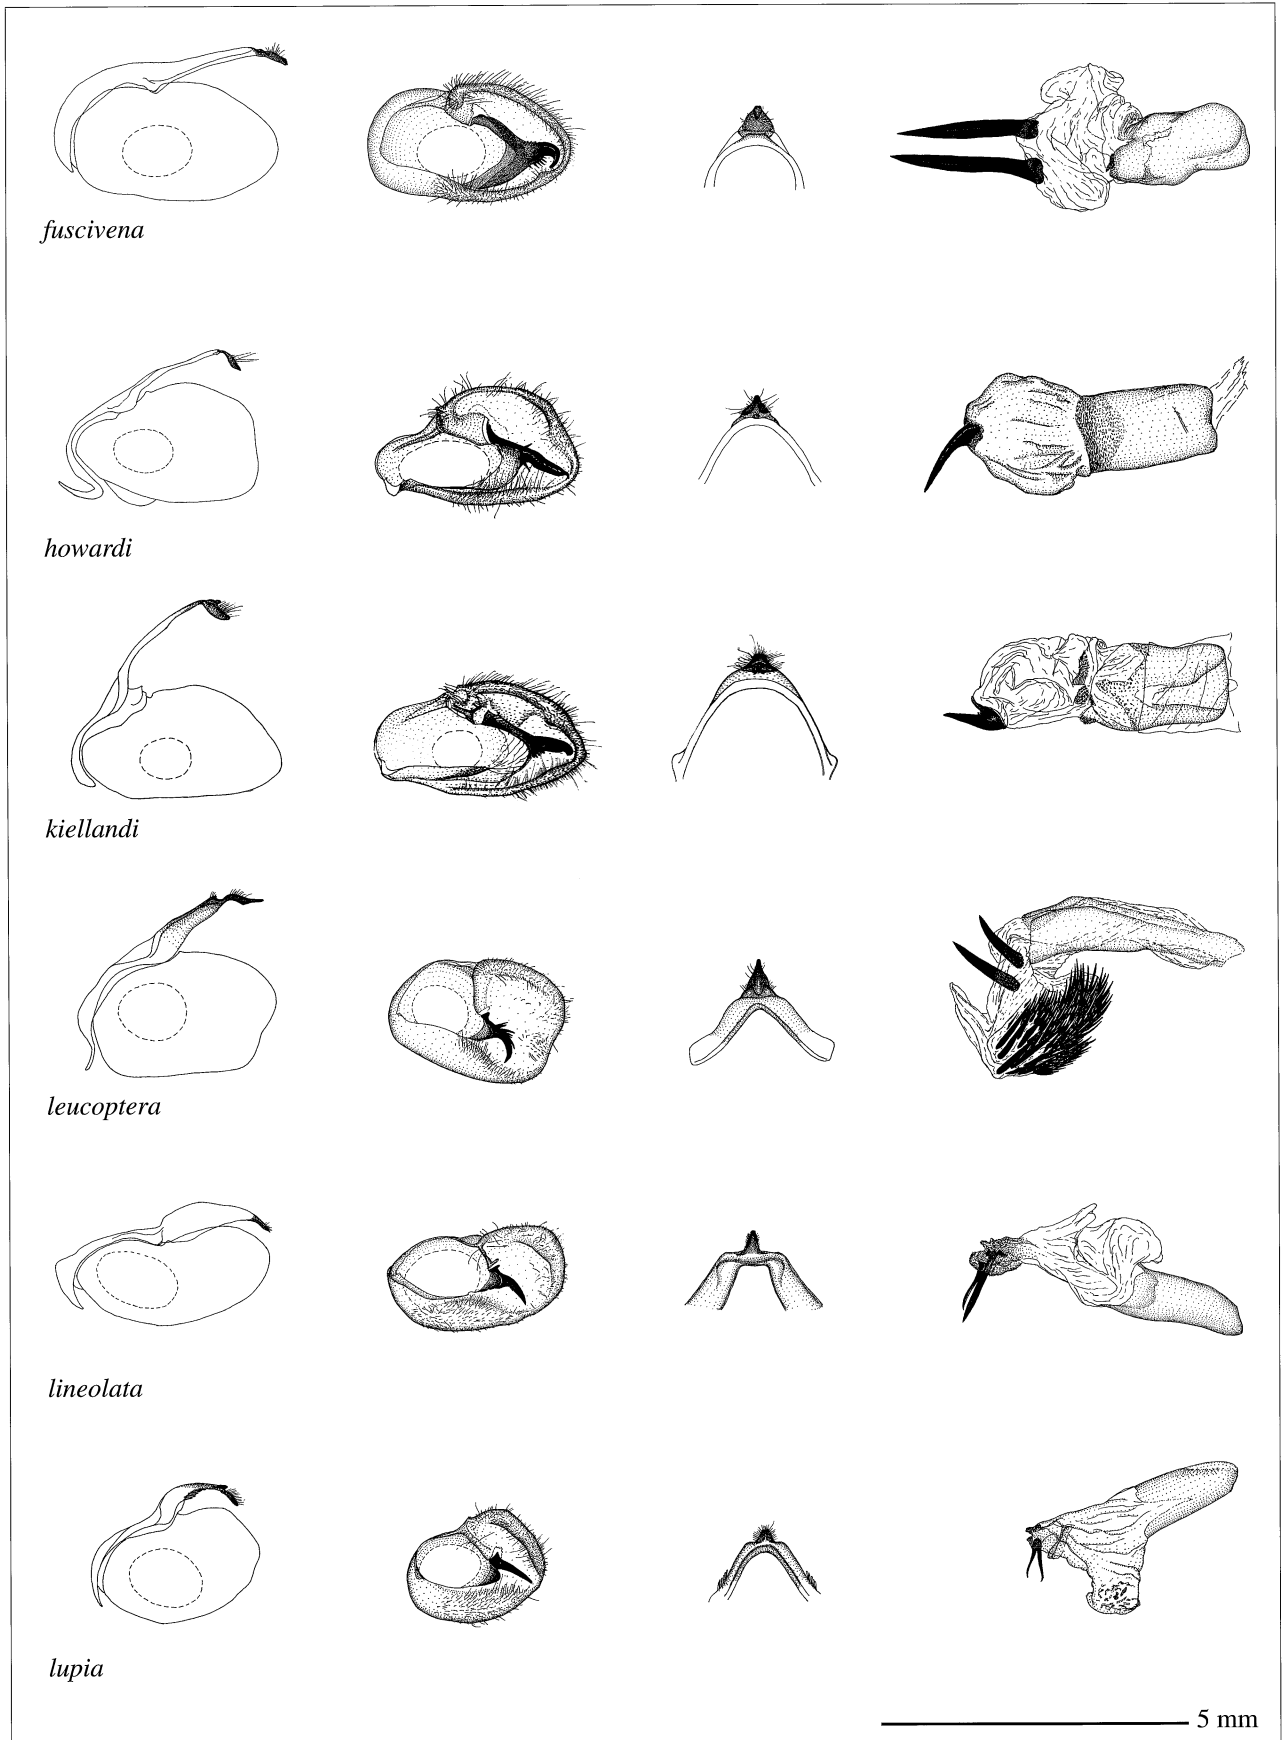 fuscivena
howardi
kiellandi
leucoptera
lineolata
lupia
5 mm